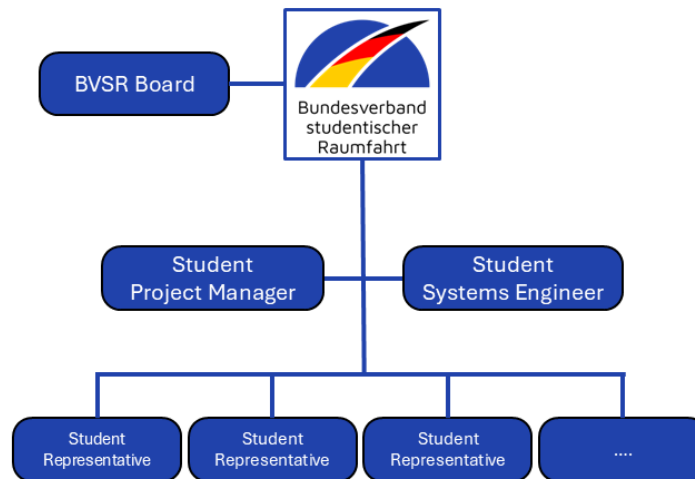 BVSR Board
Bundesverband
studentischer
Raumfahrt
Student
Project Manager
Student
Systems Engineer
Student
Representative
Student
Representative
Student
Representative
....